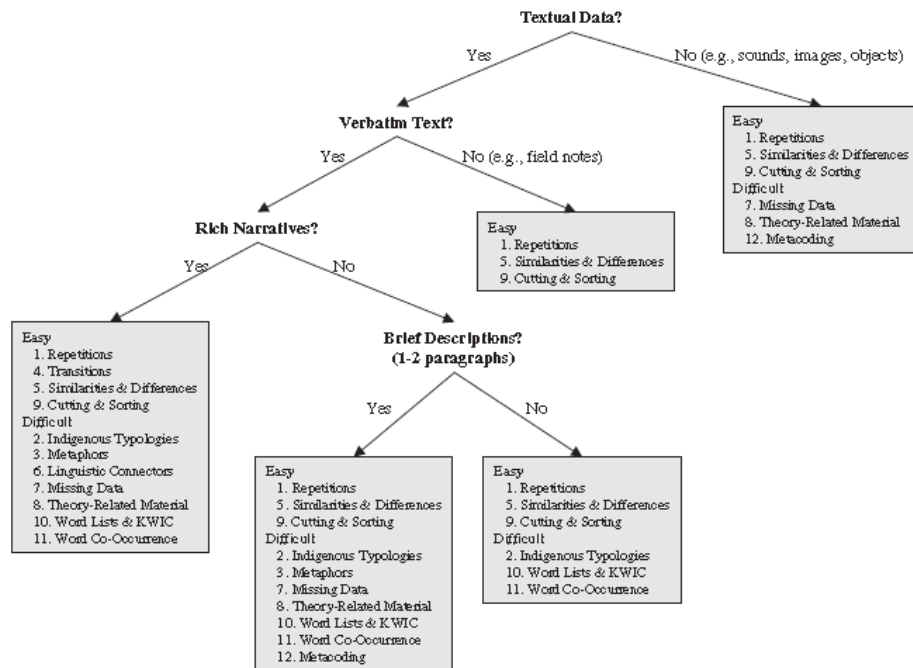 Textual Data?
Yes
No (e.g., sounds, images, objects)
Verbatim Text?
Easy
1. Repetitions
5. Similarities & Differences
9. Cutting & Sorting
Difficult
7. Missing Data
8. Theory-Related Material
12. Metacoding
Yes
No (e.g., field notes)
Rich Narratives?
Easy
1. Repetitions
5. Similarities & Differences
9. Cutting & Sorting
Yes
No
Easy
1. Repetitions
4. Transitions
5. Similarities & Differences
9. Cutting & Sorting
Difficult
2. Indigenous Typologies
3. Metaphors
6. Linguistic Connectors
7. Missing Data
8. Theory-Related Material
10. Word Lists & KWIC
11. Word Co-Occurrence
Brief Descriptions?
(1-2 paragraphs)
Yes
No
Easy
1. Repetitions
5. Similarities & Differences
9. Cutting & Sorting
Difficult
2. Indigenous Typologies
3. Metaphors
7. Missing Data
8. Theory-Related Material
10. Word Lists & KWIC
11. Word Co-Occurrence
12. Metacoding
Easy
1. Repetitions
5. Similarities & Differences
9. Cutting & Sorting
Difficult
2. Indigenous Typologies
10. Word Lists & KWIC
11. Word Co-Occurrence